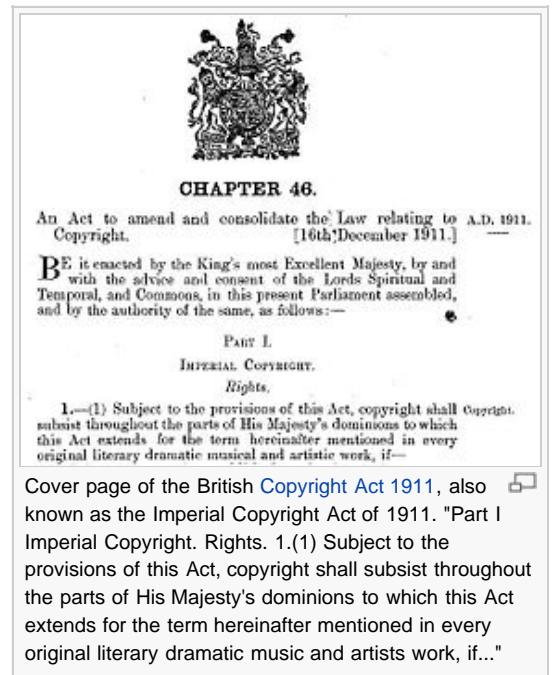 CHAPTER 46.
An Act to amend and consolidate the Law relating to A.D. 1911.
Copyright. [16th December 1911.]
BE it enacted by the King's most Excellent Majesty, by and
with the advice and consent of the Lords Spiritual and
Temporal, and Commons, in this present Parliament assembled,
and by the authority of the same, as follows:—
PART I.
IMPERIAL COPYRIGHT.
Rights.
1.—(1) Subject to the provisions of this Act, copyright shall Copyright.
subsist throughout the parts of His Majesty's dominions to which
this Act extends for the term hereinafter mentioned in every
original literary dramatic musical and artistic work, if—
Cover page of the British Copyright Act 1911, also
known as the Imperial Copyright Act of 1911. "Part I
Imperial Copyright. Rights. 1.(1) Subject to the
provisions of this Act, copyright shall subsist throughout
the parts of His Majesty's dominions to which this Act
extends for the term hereinafter mentioned in every
original literary dramatic music and artists work, if..."